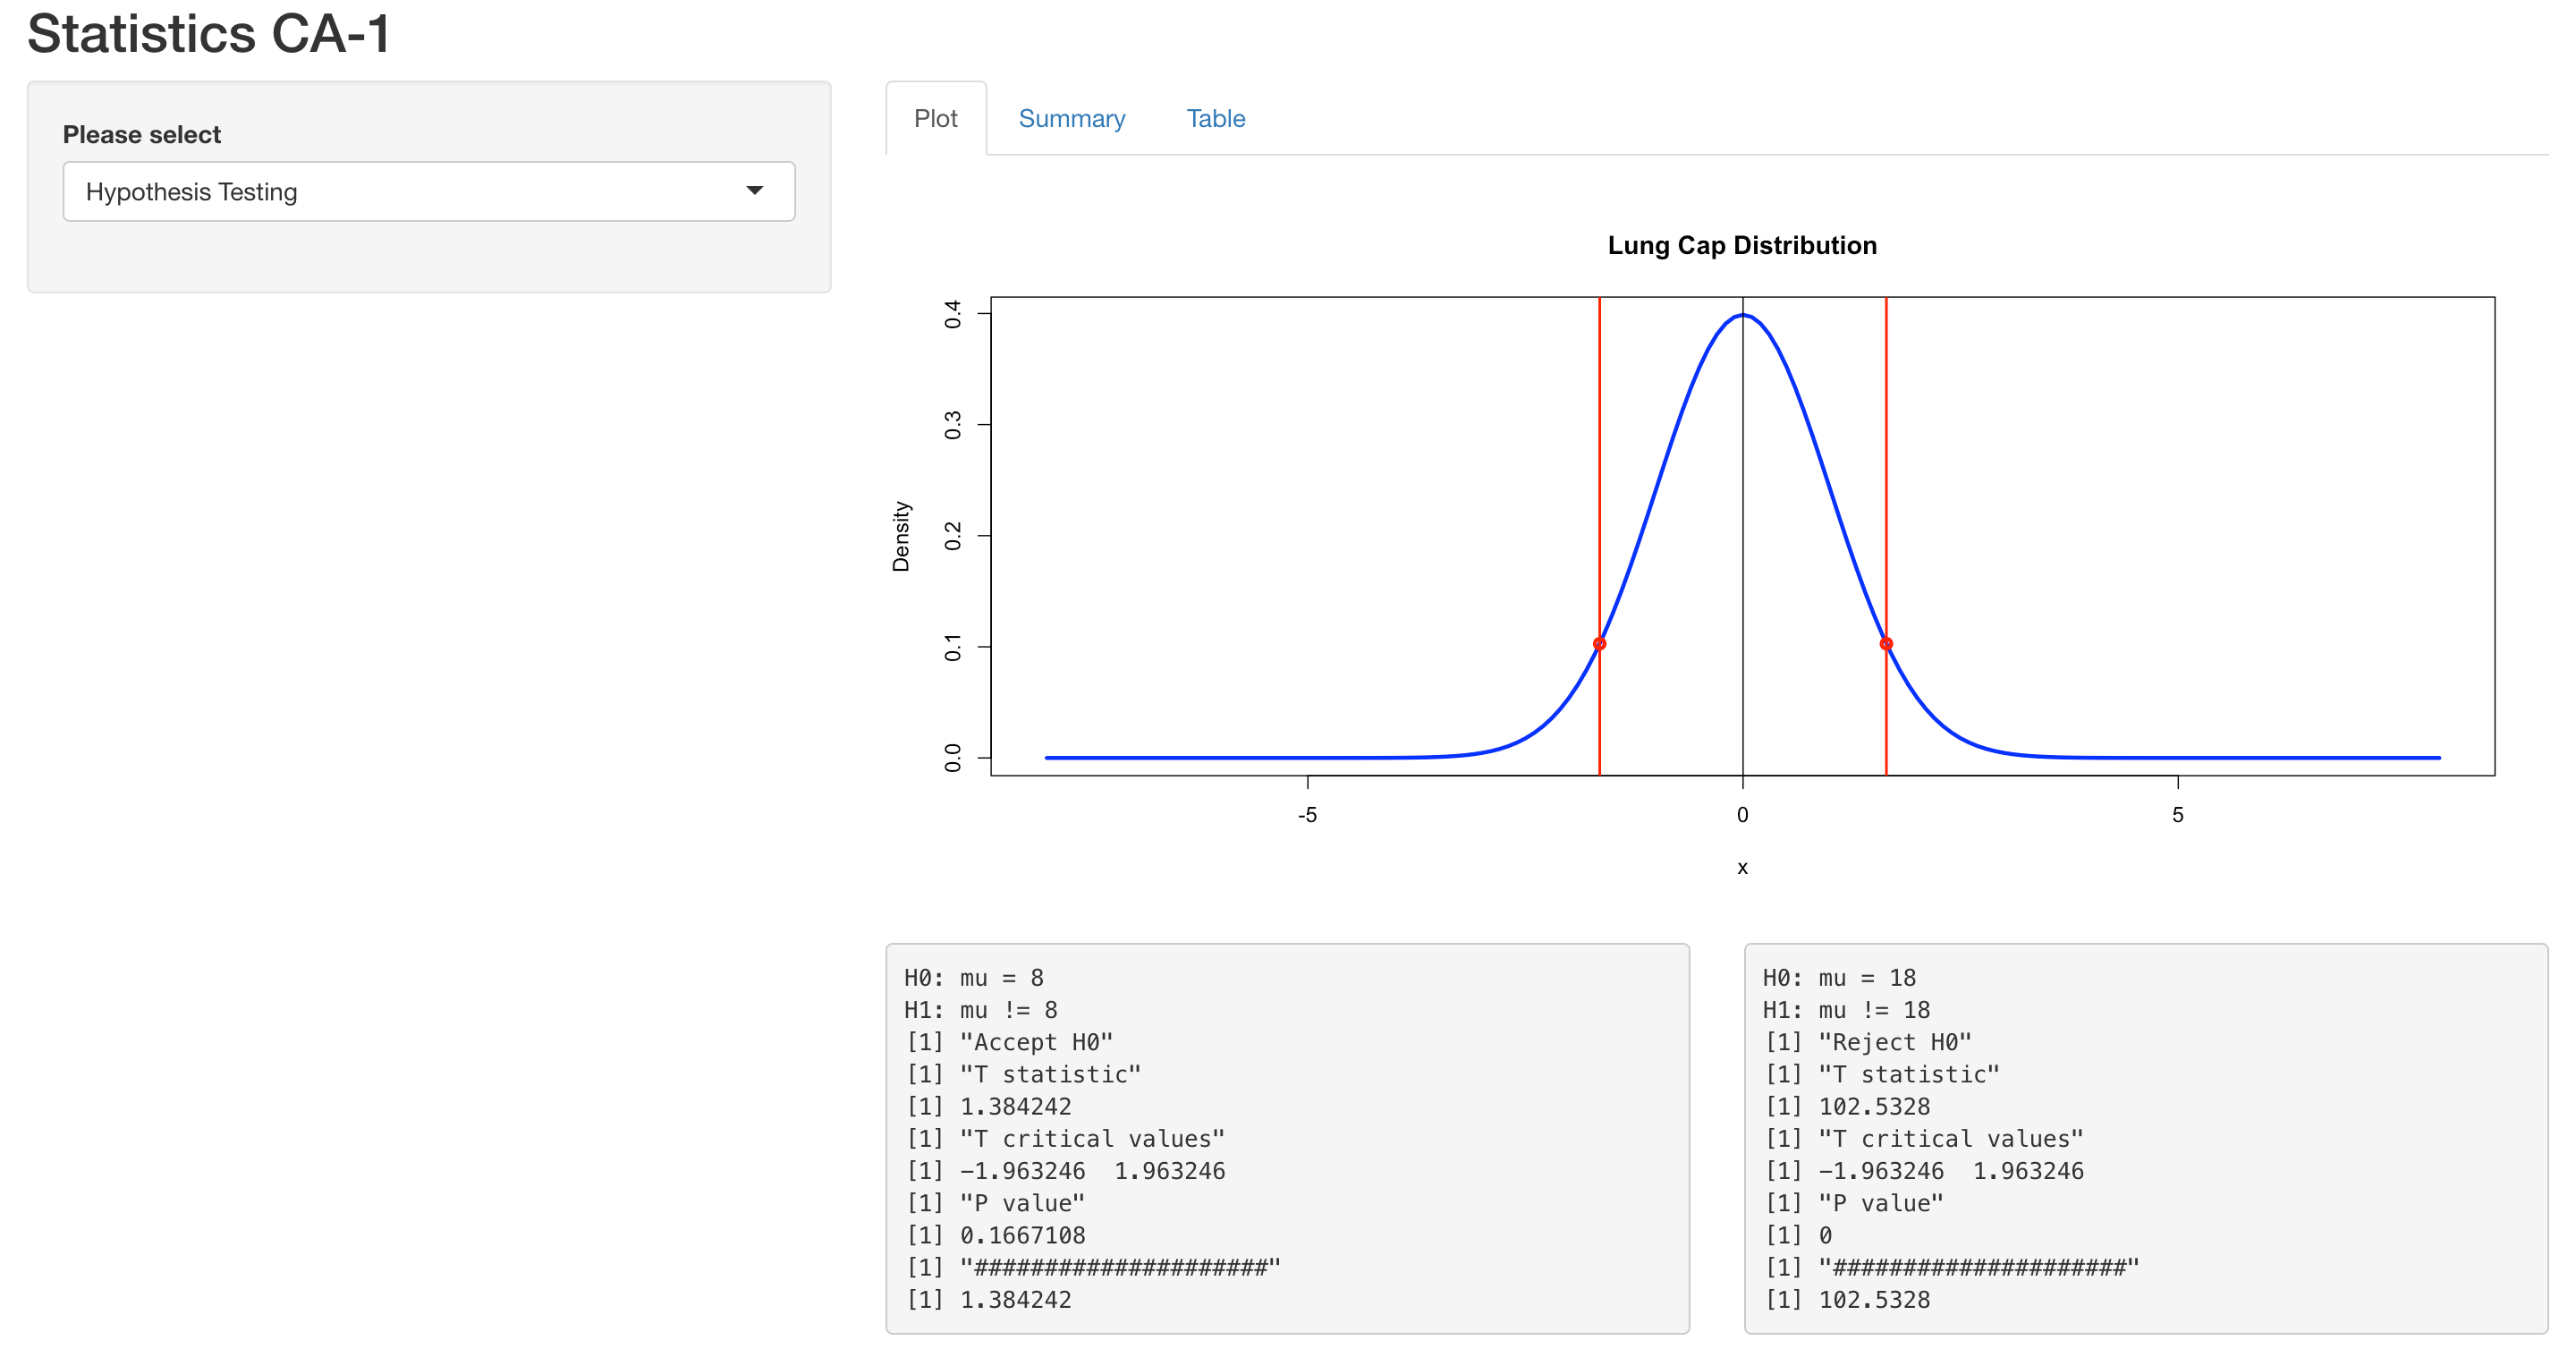 Statistics CA-1
Please select
Hypothesis Testing
Plot
Summary
Table
Lung Cap Distribution
Density
0.4
0.3
0.2
0.1
0.0
-5
0
5
x
H0: mu = 8
H1: mu != 8
[1] "Accept H0"
[1] "T statistic"
[1] 1.384242
[1] "T critical values"
[1] −1.963246  1.963246
[1] "P value"
[1] 0.1667108
[1] "#####################"
[1] 1.384242
H0: mu = 18
H1: mu != 18
[1] "Reject H0"
[1] "T statistic"
[1] 102.5328
[1] "T critical values"
[1] −1.963246  1.963246
[1] "P value"
[1] 0
[1] "#####################"
[1] 102.5328